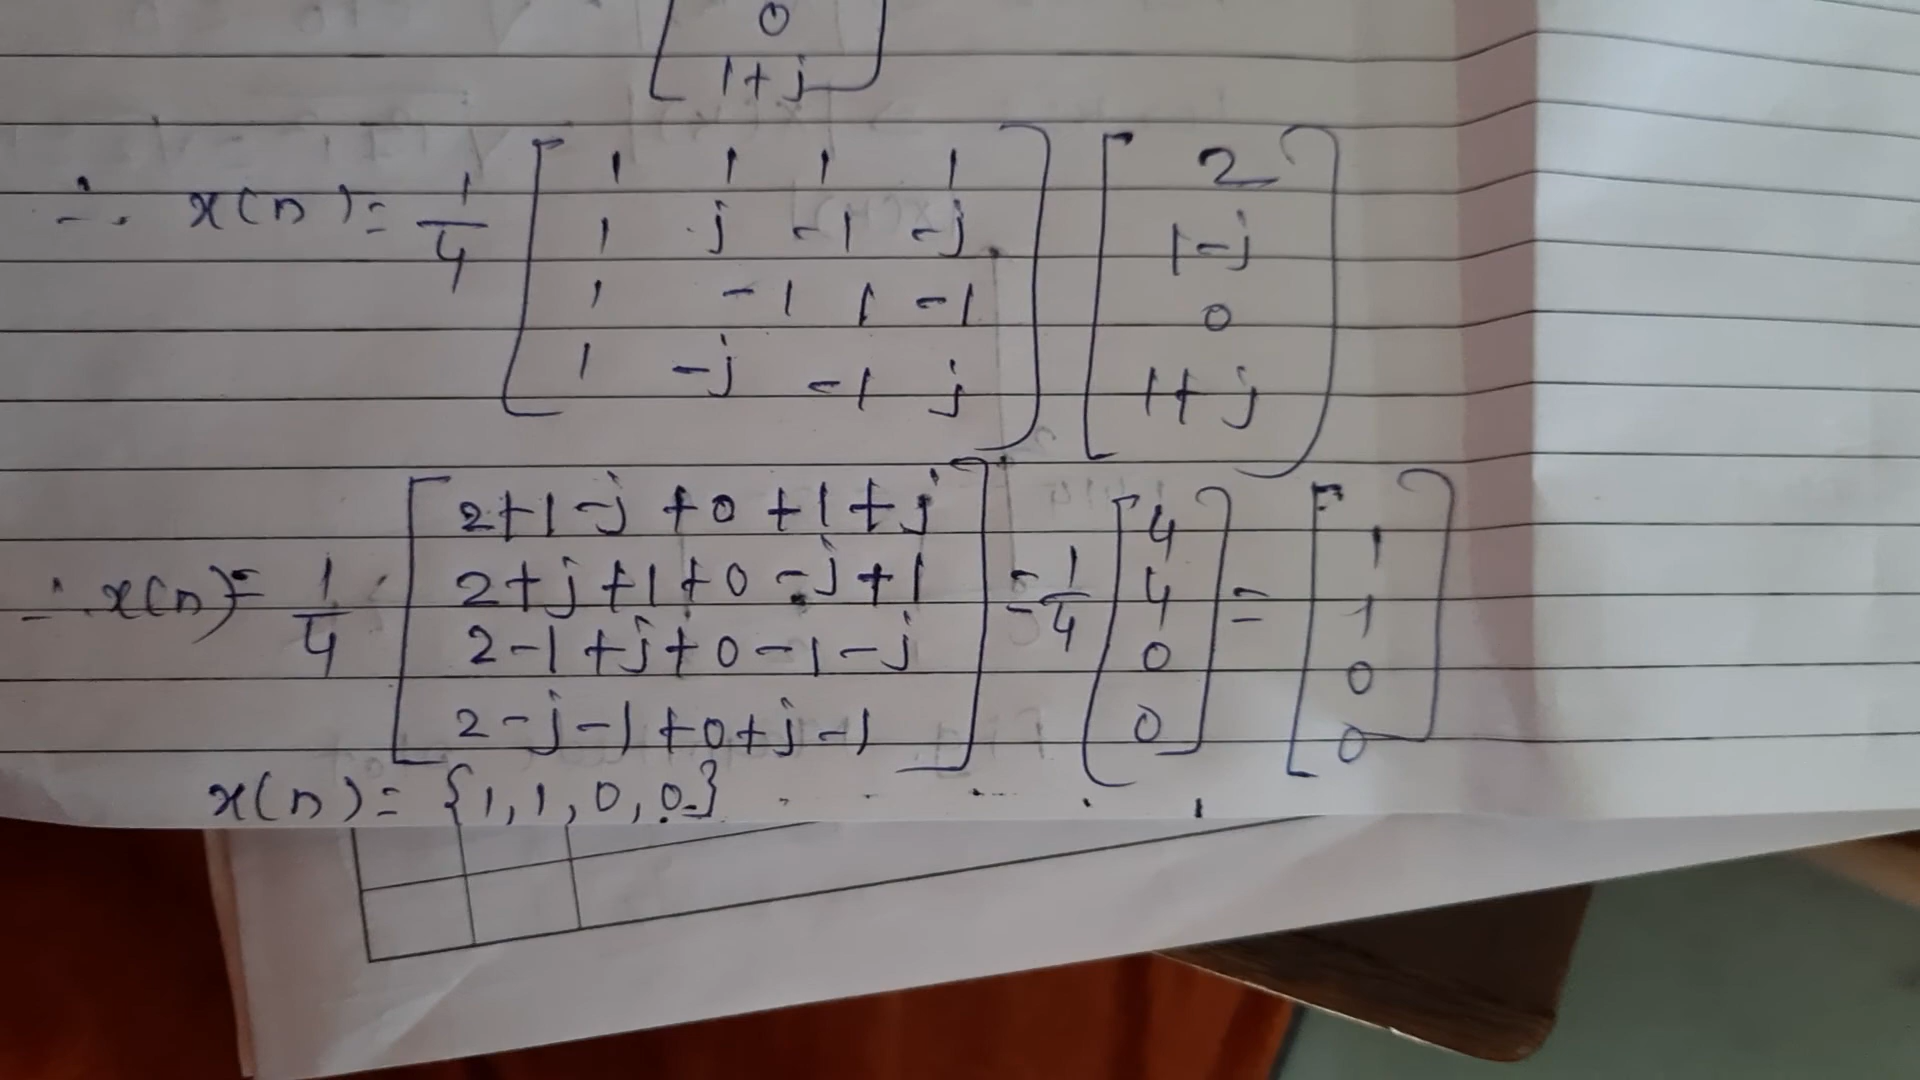 0
1+j
∴ x(n) = 1/4 [ 1 1 1 1 ] [ 2 ]
[ 1 j -1 -j ] [ 1-j ]
[ 1 -1 1 -1 ] [ 0 ]
[ 1 -j -1 j ] [ 1+j ]
∴ x(n) = 1/4 [ 2+1-j+0+1+j ] = 1/4 [ 4 ] = [ 1 ]
[ 2+j+1+0-j+1 ] [ 4 ] [ 1 ]
[ 2-1+j+0-1-j ] [ 0 ] [ 0 ]
[ 2-j-1+0+j-1 ] [ 0 ] [ 0 ]
x(n) = {1,1,0,0}